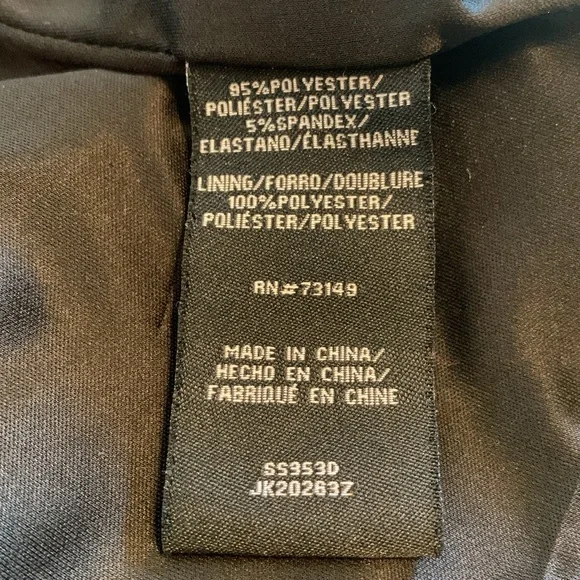 95%POLYESTER/
POLIÉSTER/POLYESTER
5%SPANDEX/
ELASTANO/ÉLASTHANNE
LINING/FORRO/DOUBLURE
100%POLYESTER/
POLIÉSTER/POLYESTER
RN#73149
MADE IN CHINA/
HECHO EN CHINA/
FABRIQUÉ EN CHINE
SS953D
JK20263Z